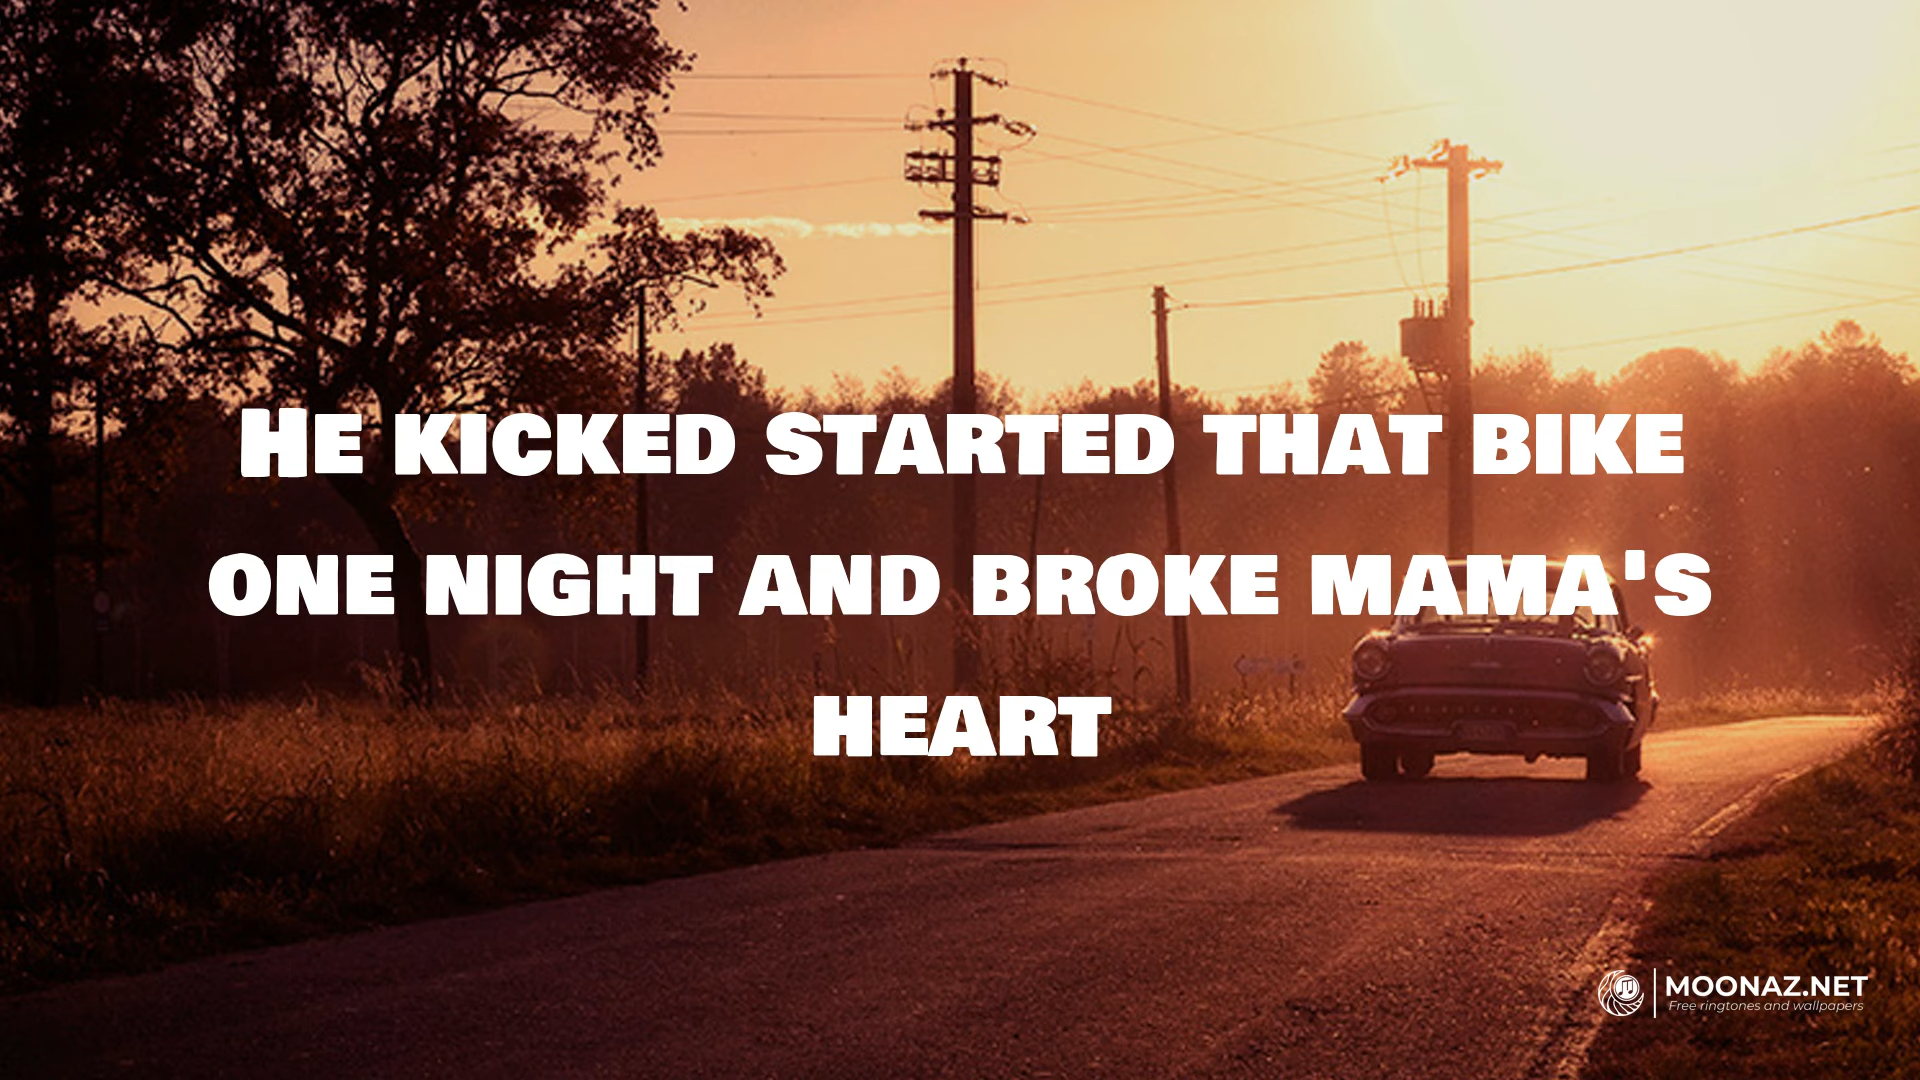 He kicked started that bike
one night and broke mama's
heart
MOONAZ.NET
Free ringtones and wallpapers